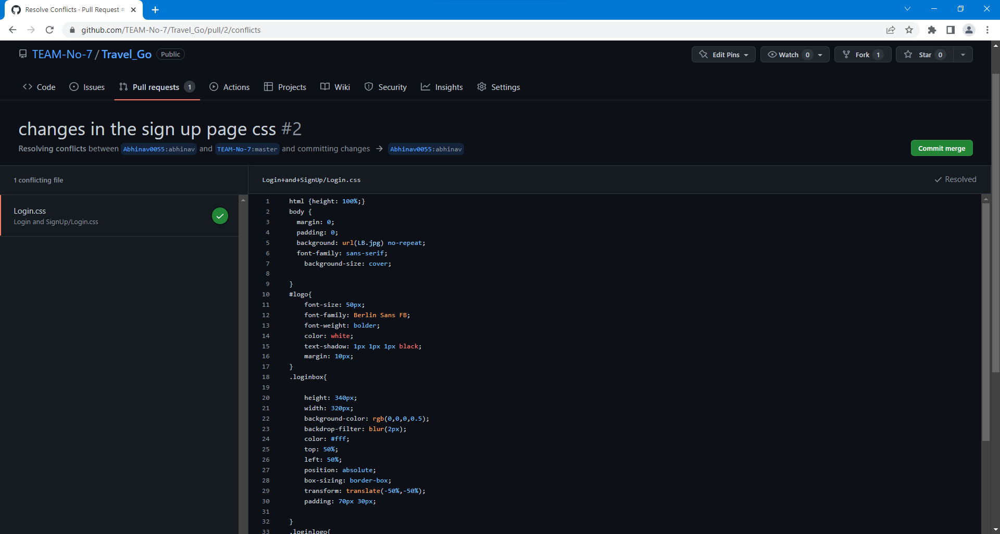 Resolve Conflicts · Pull Request #
github.com/TEAM-No-7/Travel_Go/pull/2/conflicts
TEAM-No-7 / Travel_Go Public
Edit Pins Watch 0 Fork 1 Star 0
Code Issues Pull requests 1 Actions Projects Wiki Security Insights Settings
changes in the sign up page css #2
Resolving conflicts between Abhinav0055:abhinav and TEAM-No-7:master and committing changes → Abhinav0055:abhinav
Commit merge
1 conflicting file
Login.css
Login and SignUp/Login.css
Login+and+SignUp/Login.css
Resolved
1 html {height: 100%;}
2 body {
3 margin: 0;
4 padding: 0;
5 background: url(LB.jpg) no-repeat;
6 font-family: sans-serif;
7 background-size: cover;
8
9 }
10 #logo{
11 font-size: 50px;
12 font-family: Berlin Sans FB;
13 font-weight: bolder;
14 color: white;
15 text-shadow: 1px 1px 1px black;
16 margin: 10px;
17 }
18 .loginbox{
19
20 height: 340px;
21 width: 320px;
22 background-color: rgb(0,0,0,0.5);
23 backdrop-filter: blur(2px);
24 color: #fff;
25 top: 50%;
26 left: 50%;
27 position: absolute;
28 box-sizing: border-box;
29 transform: translate(-50%,-50%);
30 padding: 70px 30px;
31
32 }
33 .loginlogo{